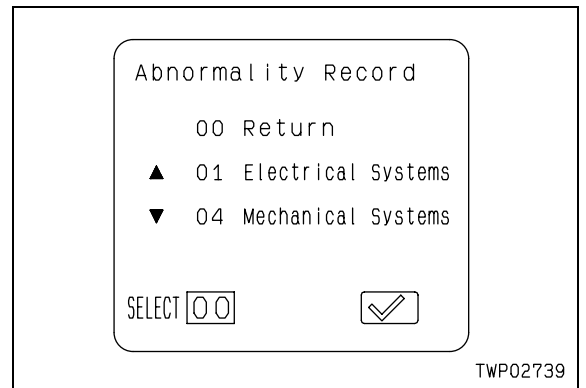 Abnormality Record
00 Return
▲ 01 Electrical Systems
▼ 04 Mechanical Systems
SELECT 00
TWP02739